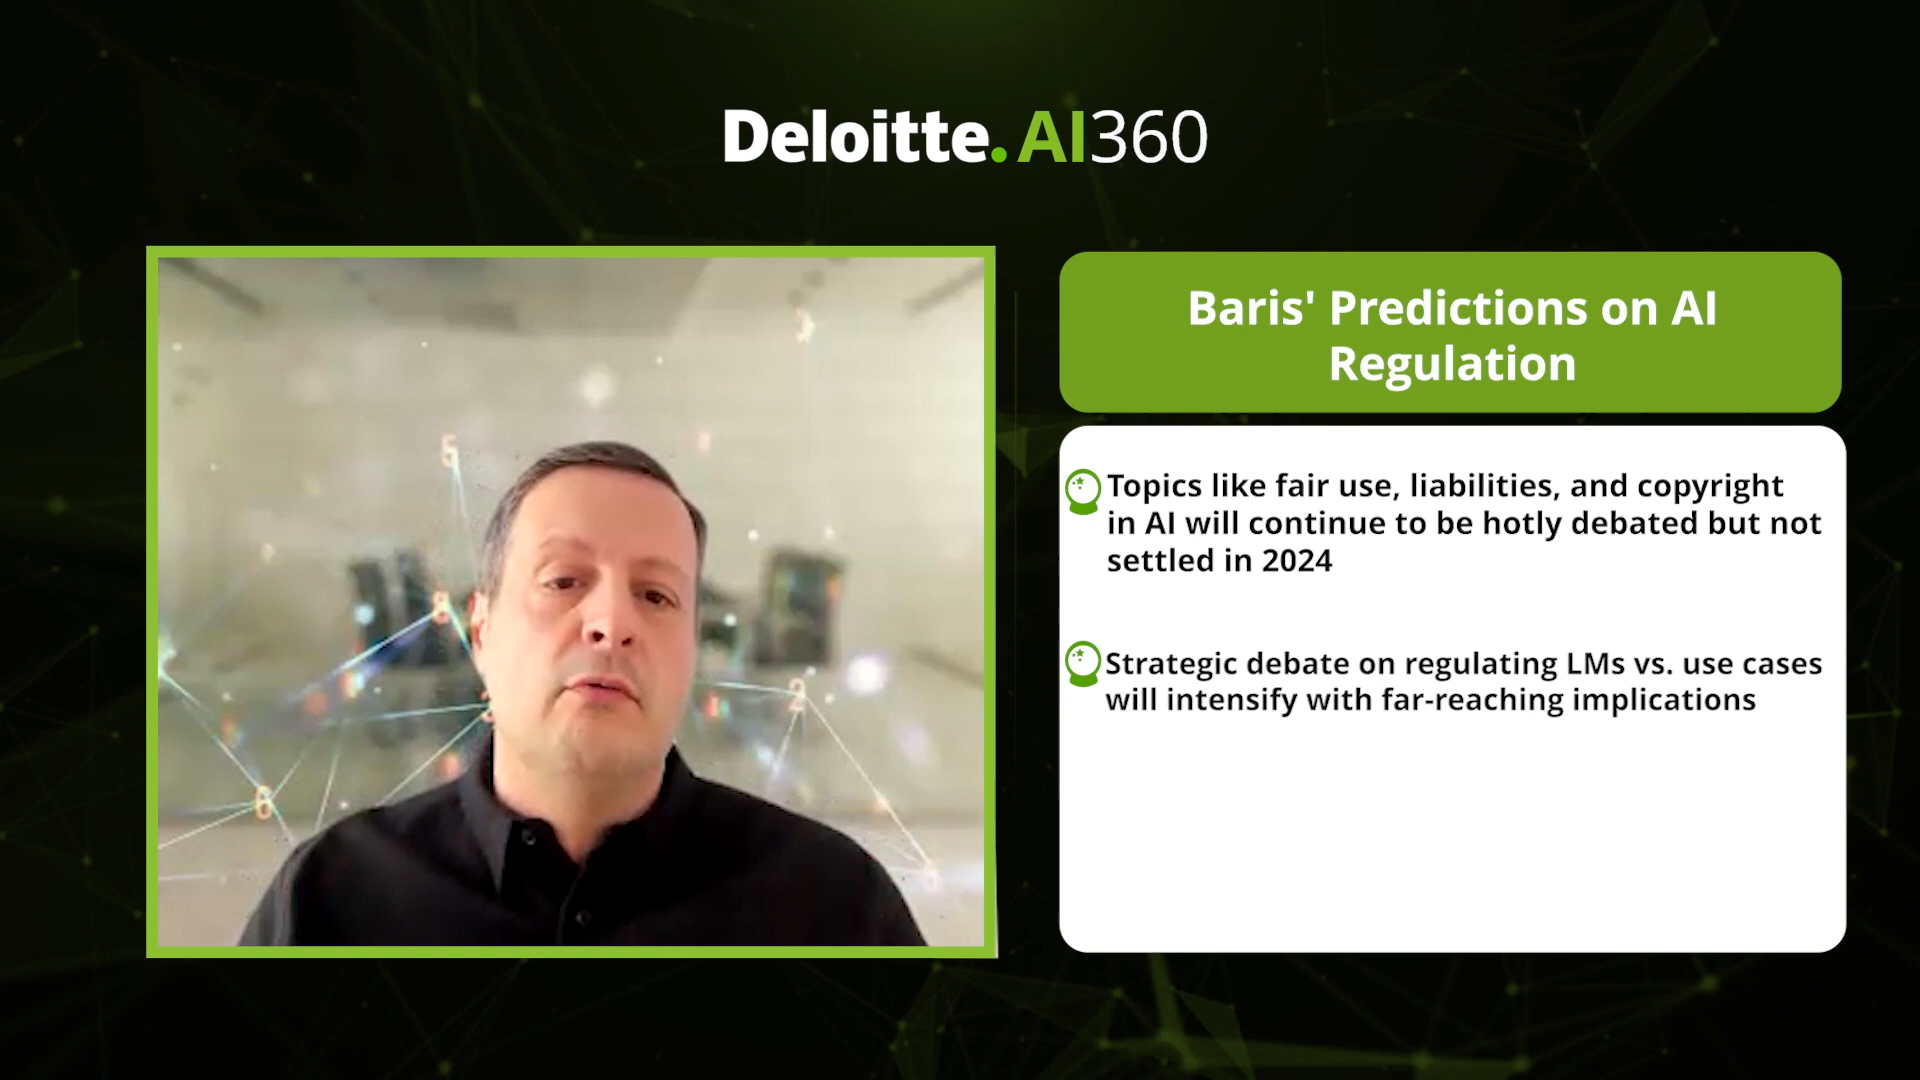 Deloitte. AI360
Baris' Predictions on AI
Regulation
Topics like fair use, liabilities, and copyright
in AI will continue to be hotly debated but not
settled in 2024
Strategic debate on regulating LMs vs. use cases
will intensify with far-reaching implications